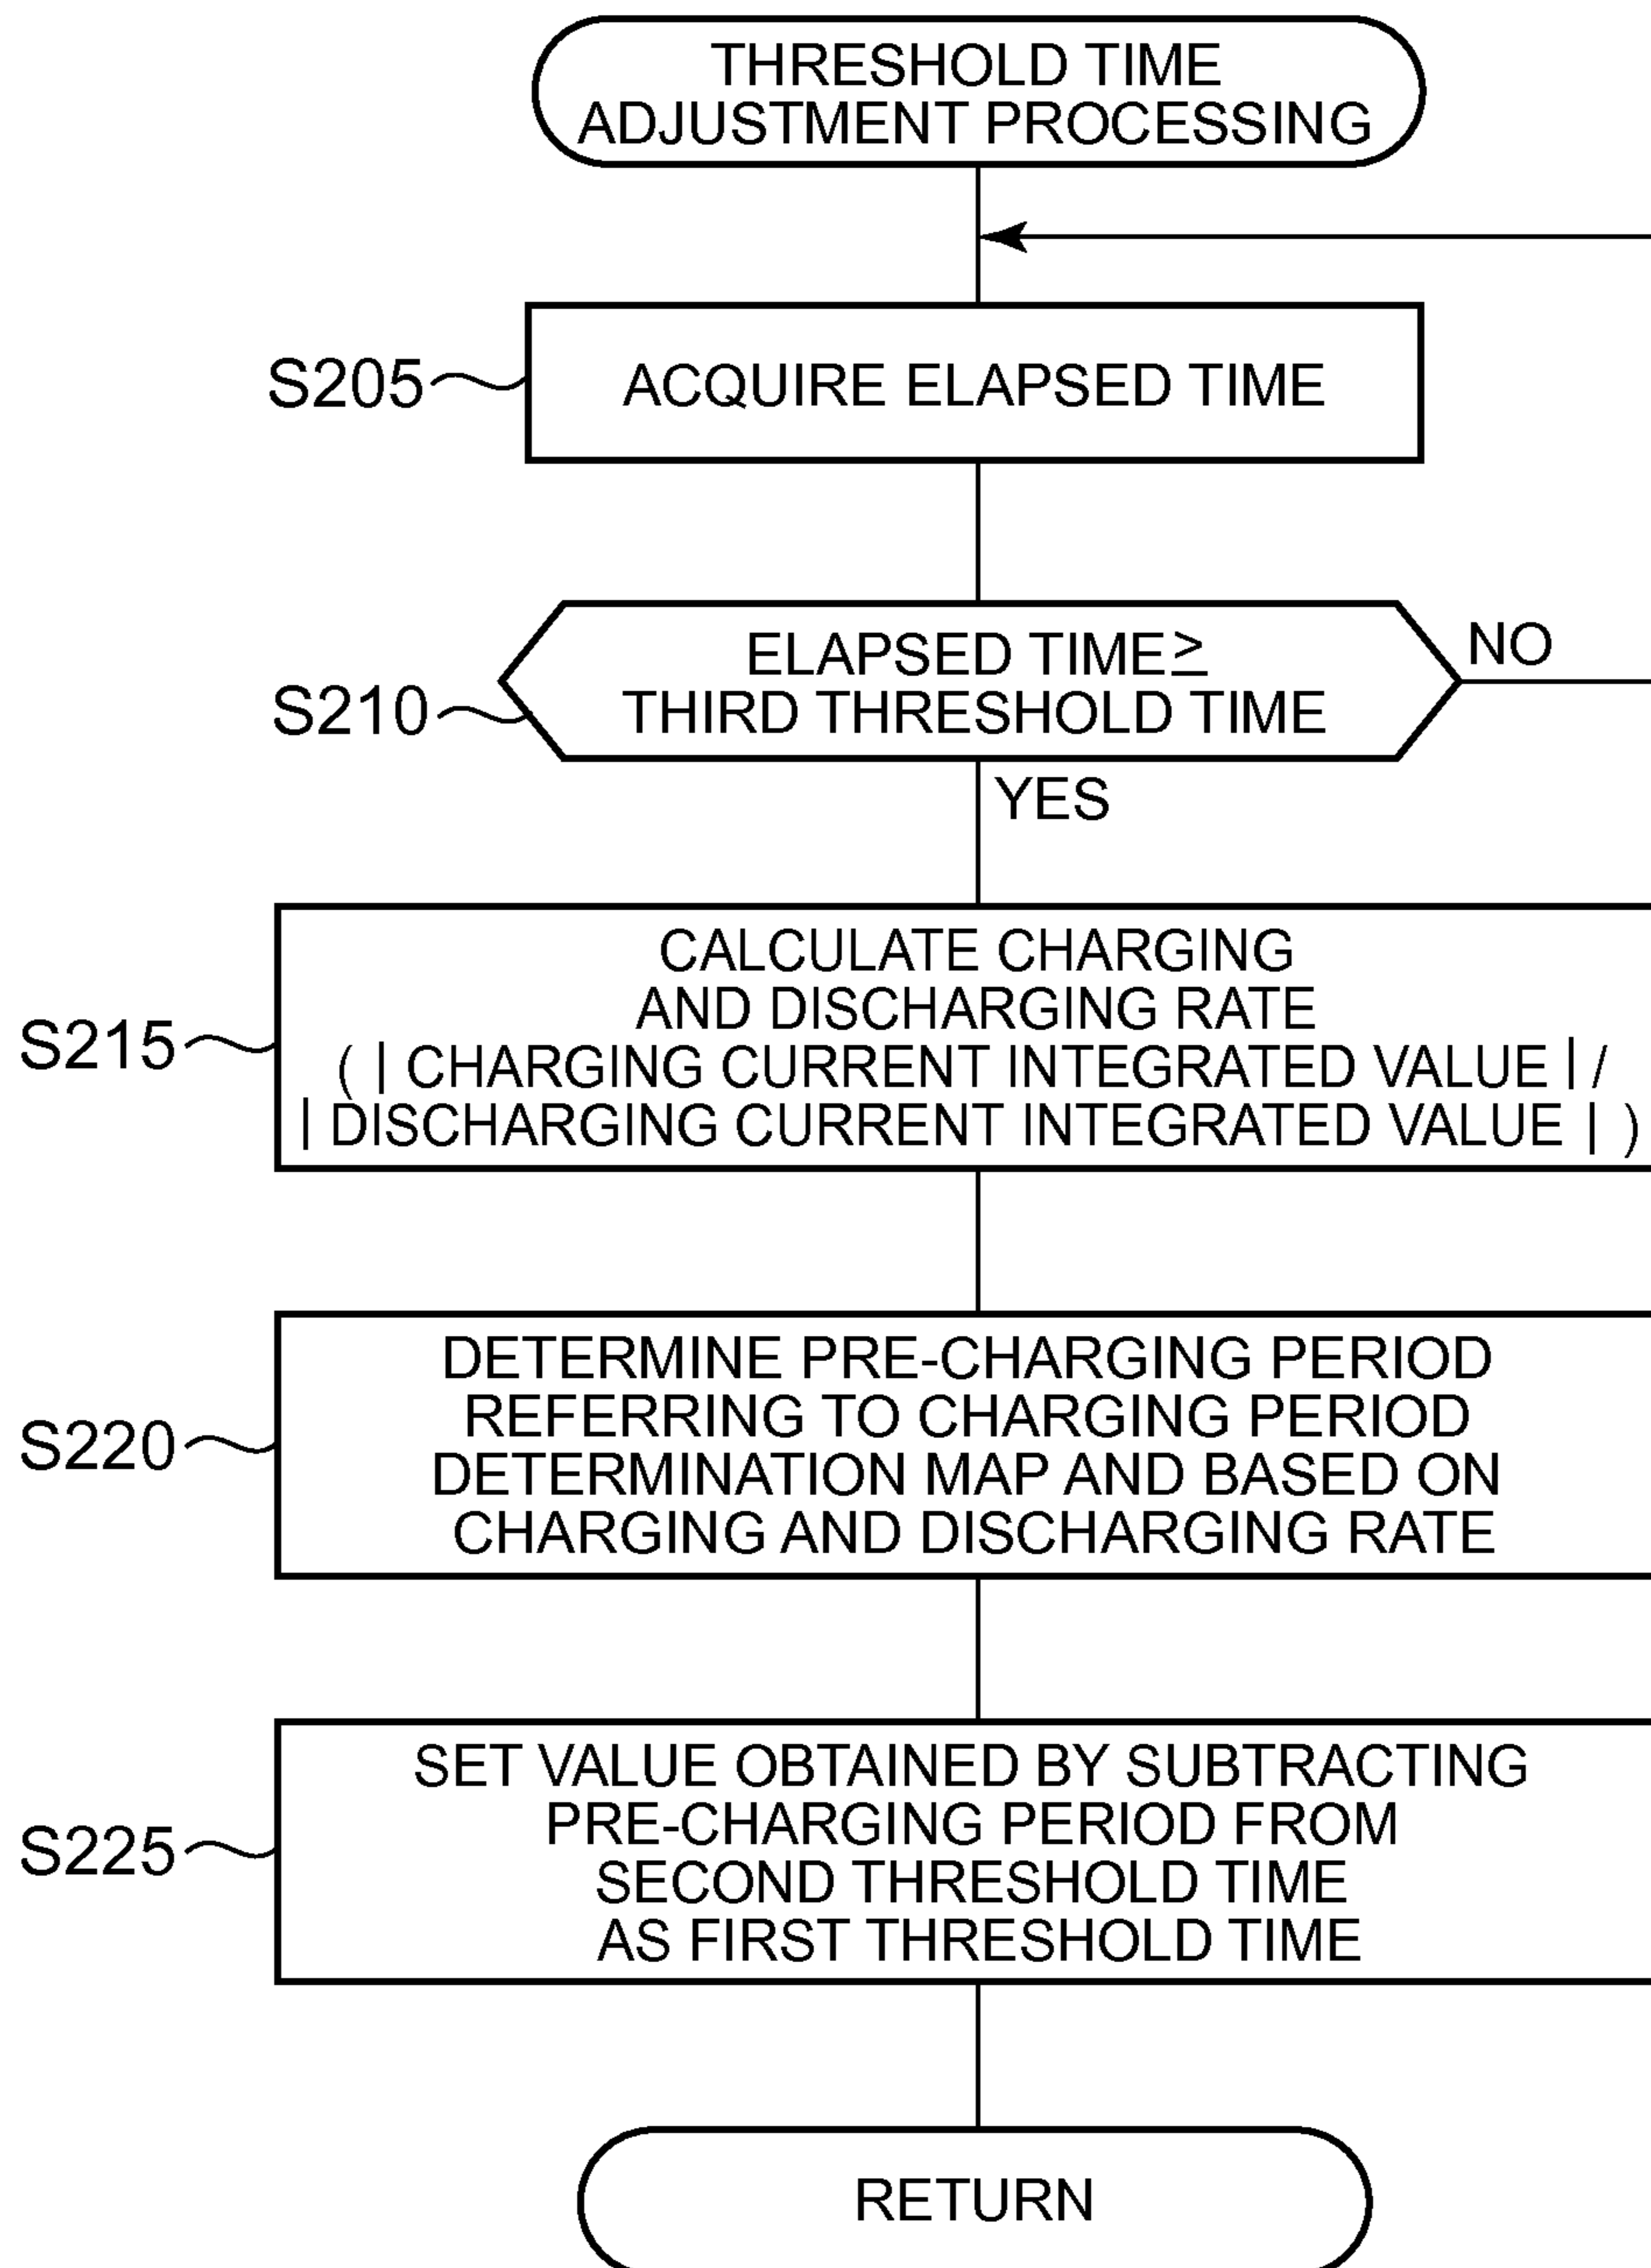 THRESHOLD TIME
ADJUSTMENT PROCESSING
S205
ACQUIRE ELAPSED TIME
S210
ELAPSED TIME≥
THIRD THRESHOLD TIME
NO
YES
S215
CALCULATE CHARGING
AND DISCHARGING RATE
( | CHARGING CURRENT INTEGRATED VALUE | /
| DISCHARGING CURRENT INTEGRATED VALUE | )
S220
DETERMINE PRE-CHARGING PERIOD
REFERRING TO CHARGING PERIOD
DETERMINATION MAP AND BASED ON
CHARGING AND DISCHARGING RATE
S225
SET VALUE OBTAINED BY SUBTRACTING
PRE-CHARGING PERIOD FROM
SECOND THRESHOLD TIME
AS FIRST THRESHOLD TIME
RETURN